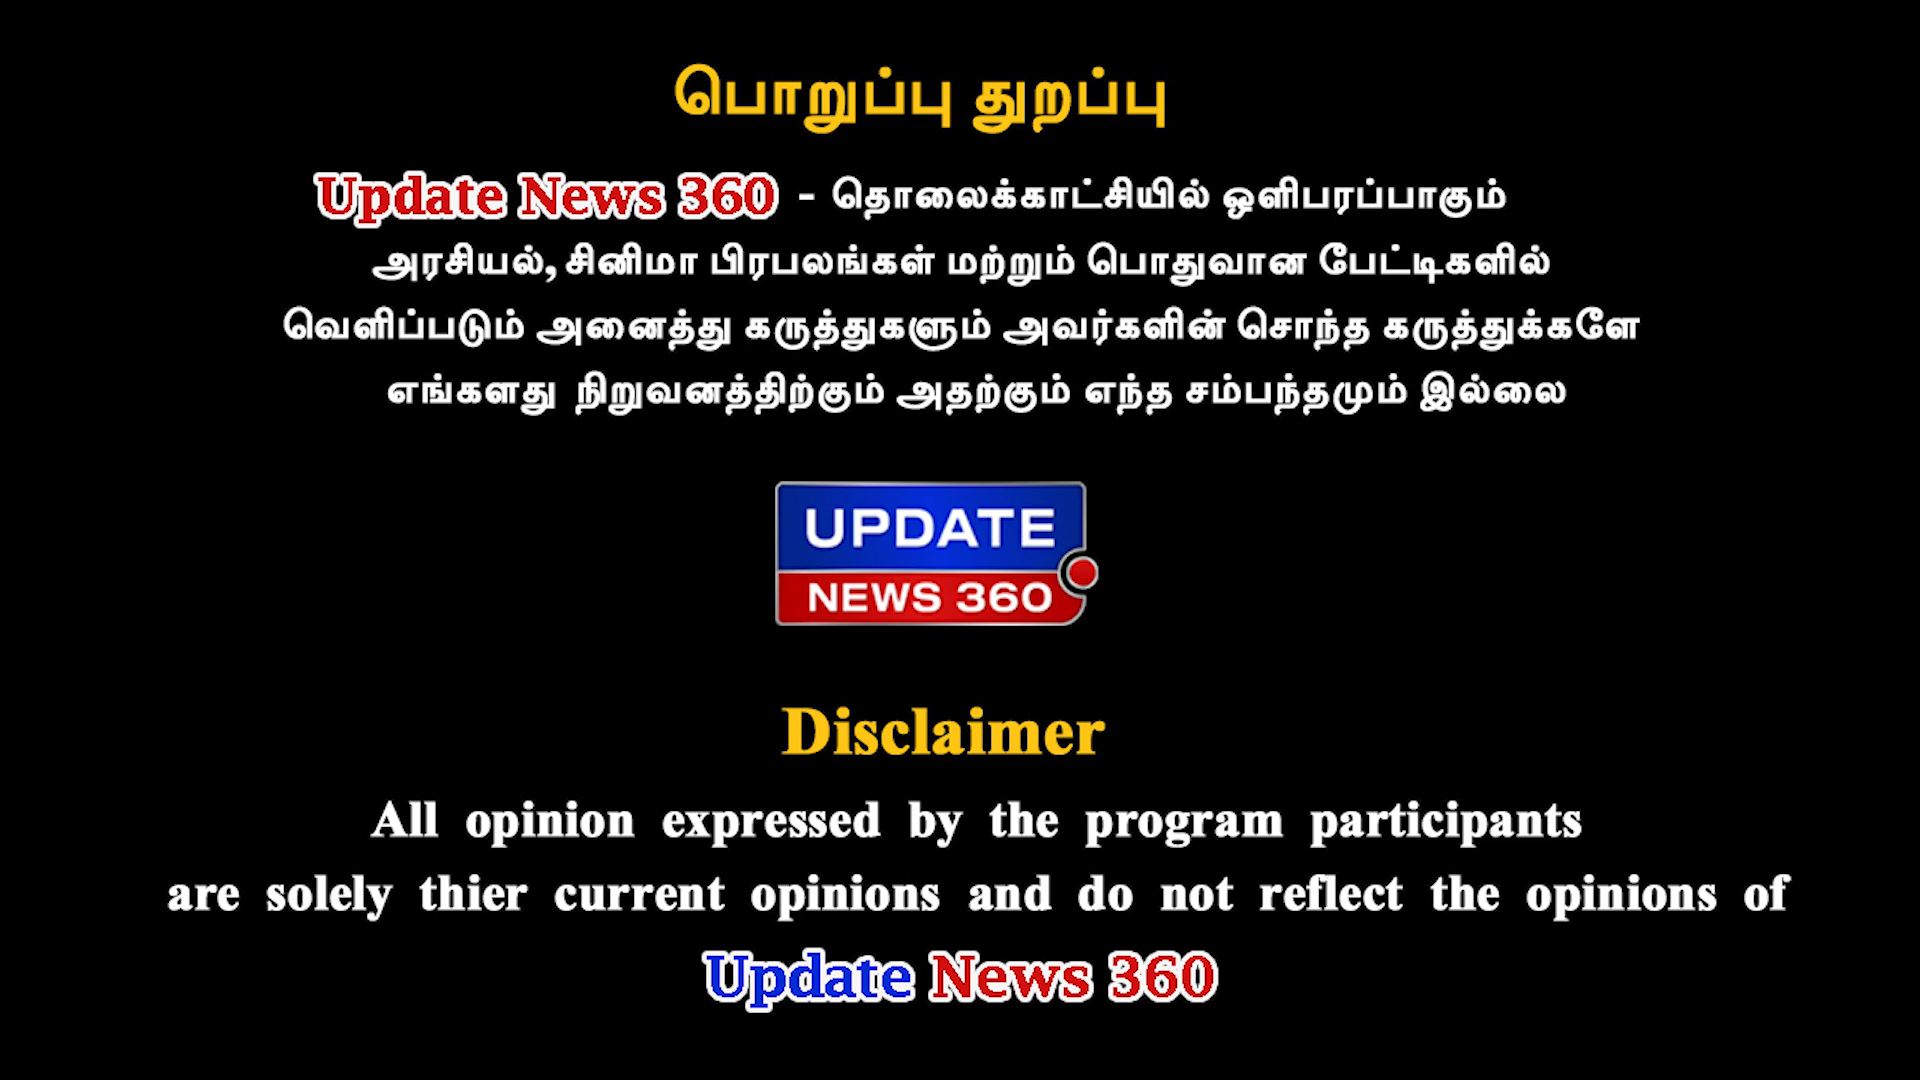 பொறுப்பு துறப்பு
Update News 360 - தொலைக்காட்சியில் ஒளிபரப்பாகும்
அரசியல், சினிமா பிரபலங்கள் மற்றும் பொதுவான பேட்டிகளில்
வெளிப்படும் அனைத்து கருத்துகளும் அவர்களின் சொந்த கருத்துக்களே
எங்களது நிறுவனத்திற்கும் அதற்கும் எந்த சம்பந்தமும் இல்லை
UPDATE
NEWS 360
Disclaimer
All opinion expressed by the program participants
are solely thier current opinions and do not reflect the opinions of
Update News 360